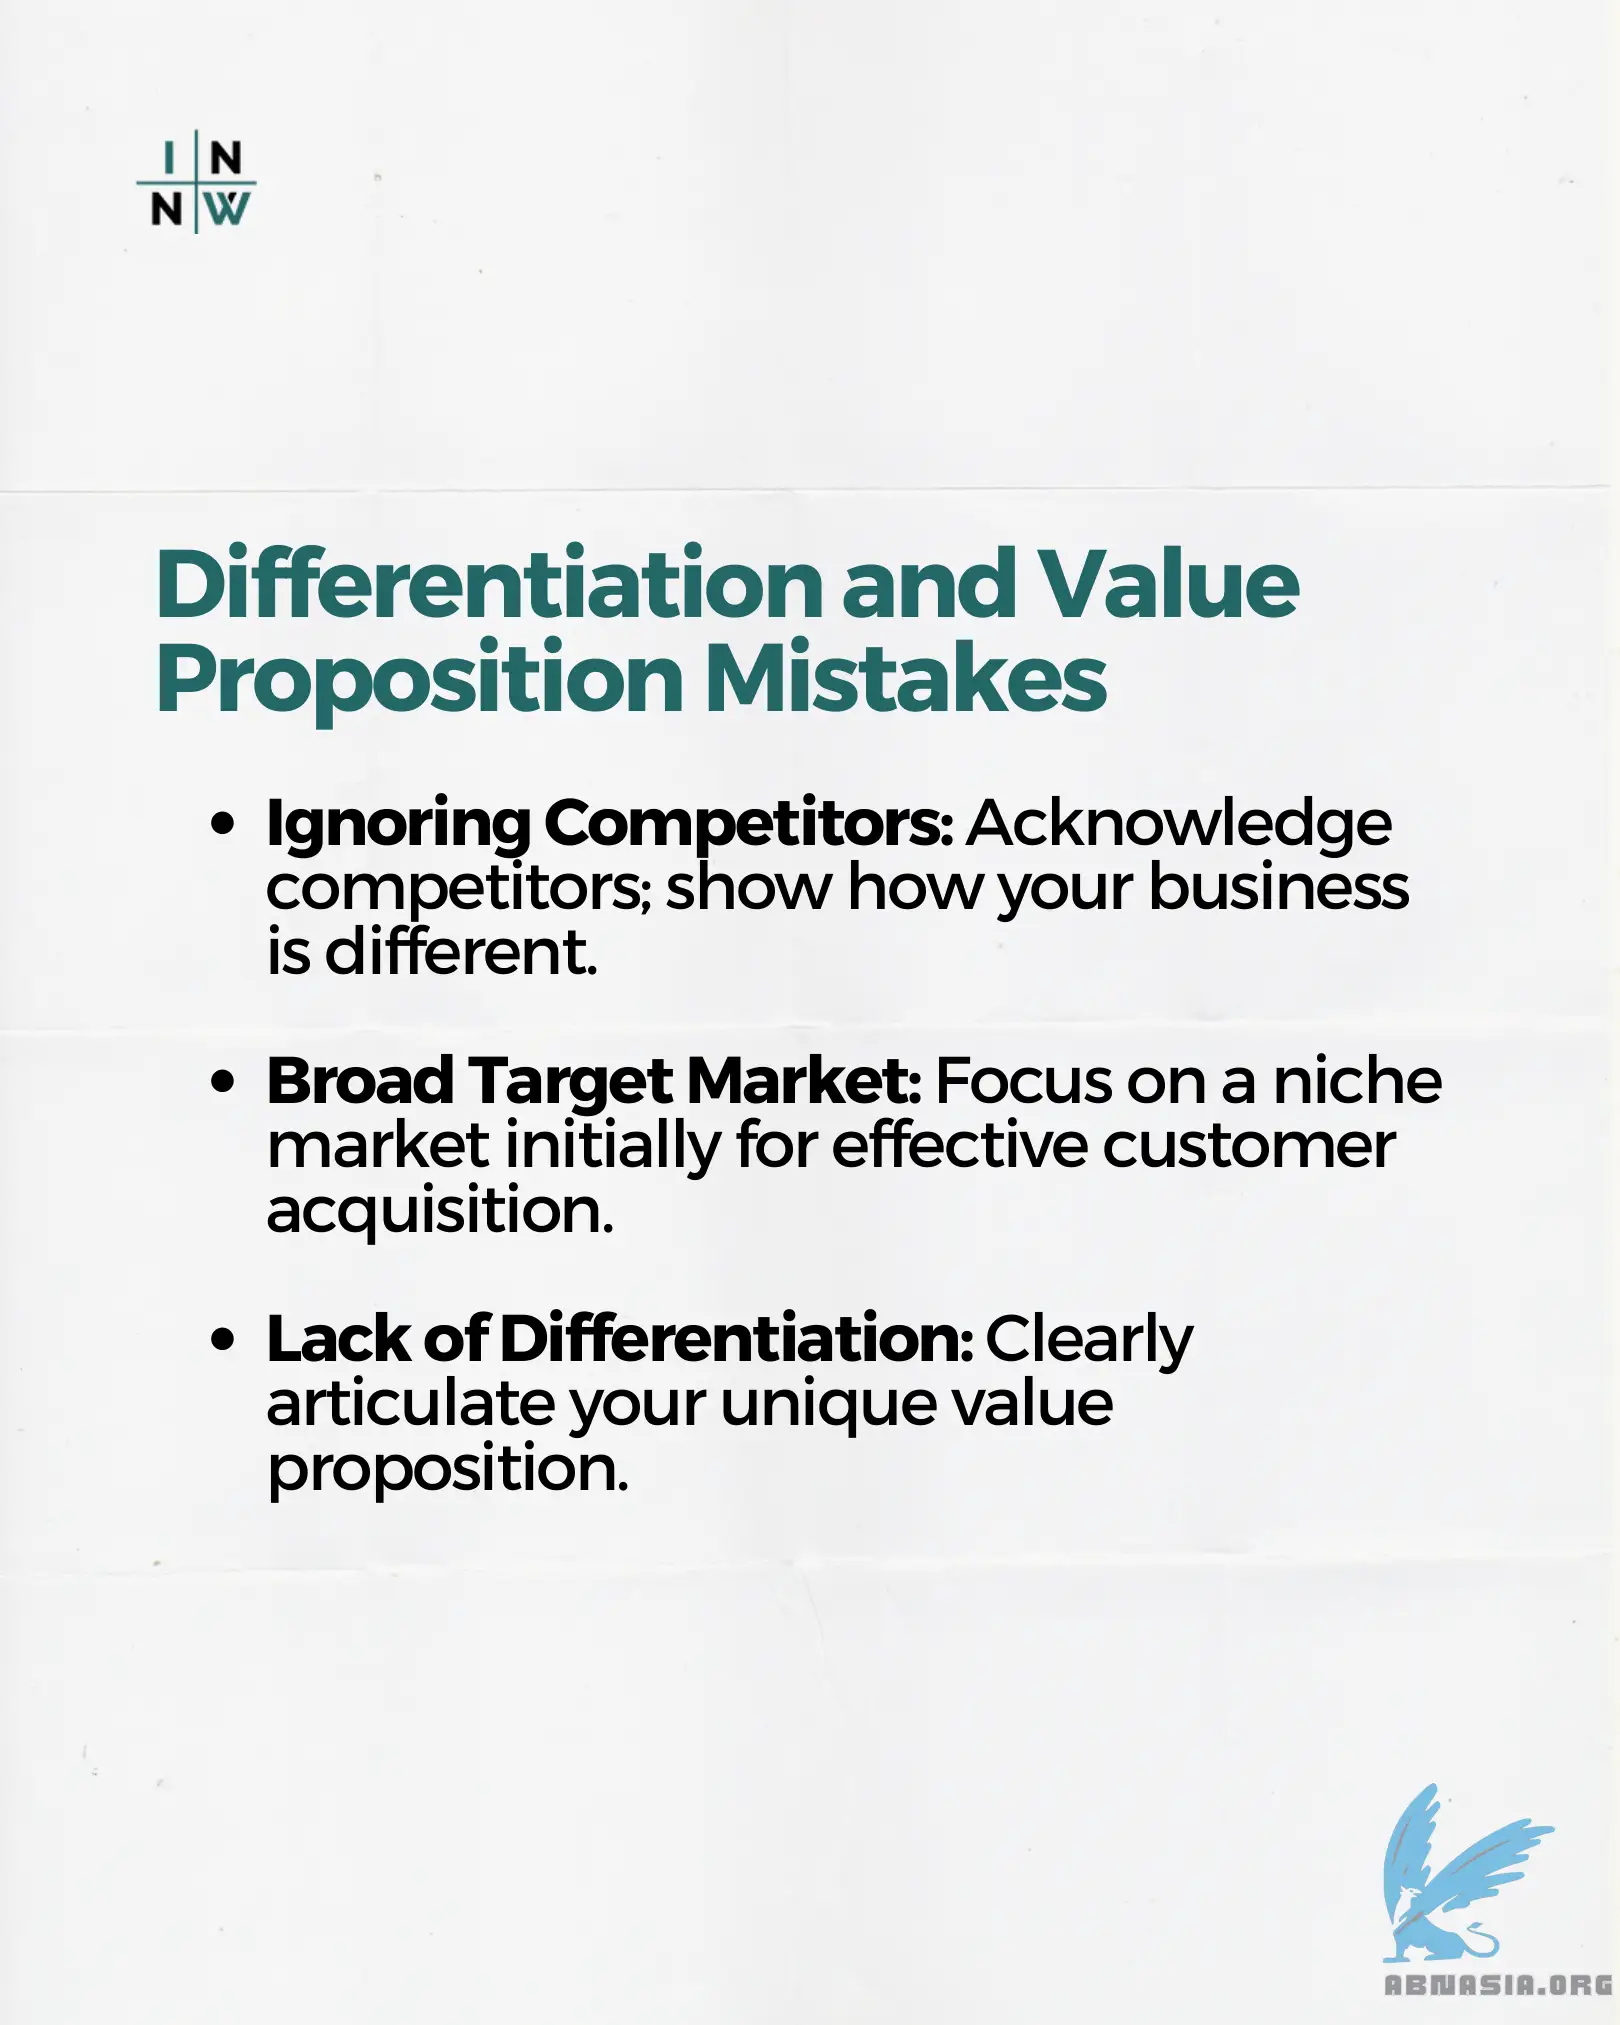 I N
N W
Differentiation and Value
Proposition Mistakes
• Ignoring Competitors: Acknowledge
competitors; show how your business
is different.
• Broad Target Market: Focus on a niche
market initially for effective customer
acquisition.
• Lack of Differentiation: Clearly
articulate your unique value
proposition.
ABNASIA.ORG